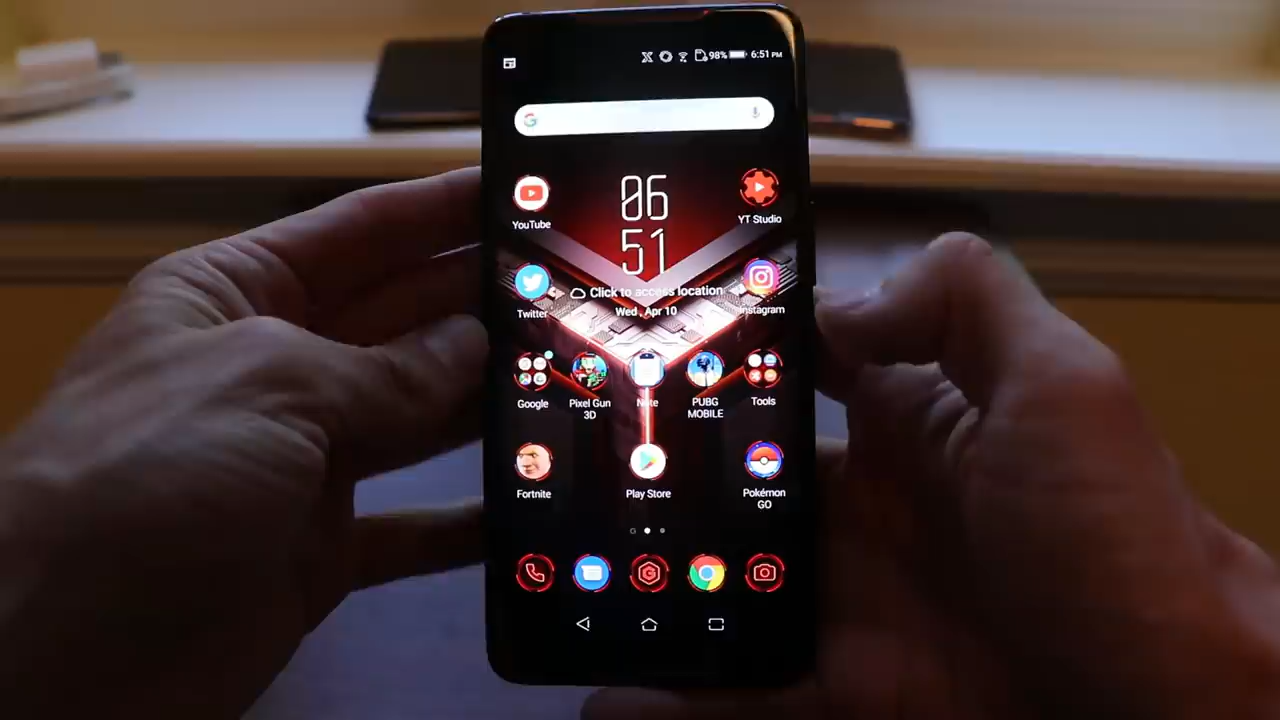 98% 6:51 PM
06
51
YouTube
YT Studio
Click to access location
Wed, Apr 10
Twitter
Instagram
Google
Pixel Gun
3D
Note
PUBG
MOBILE
Tools
Fortnite
Play Store
Pokémon
GO